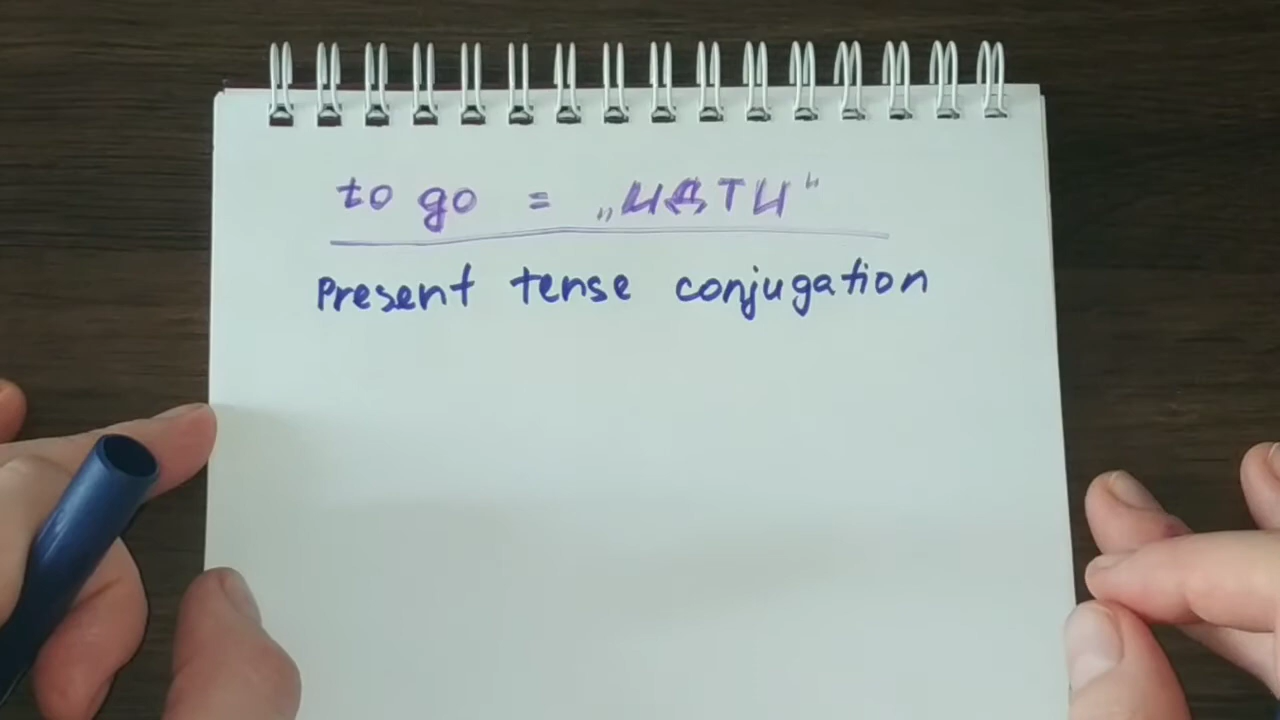 to go = „ИДТИ"
Present tense conjugation